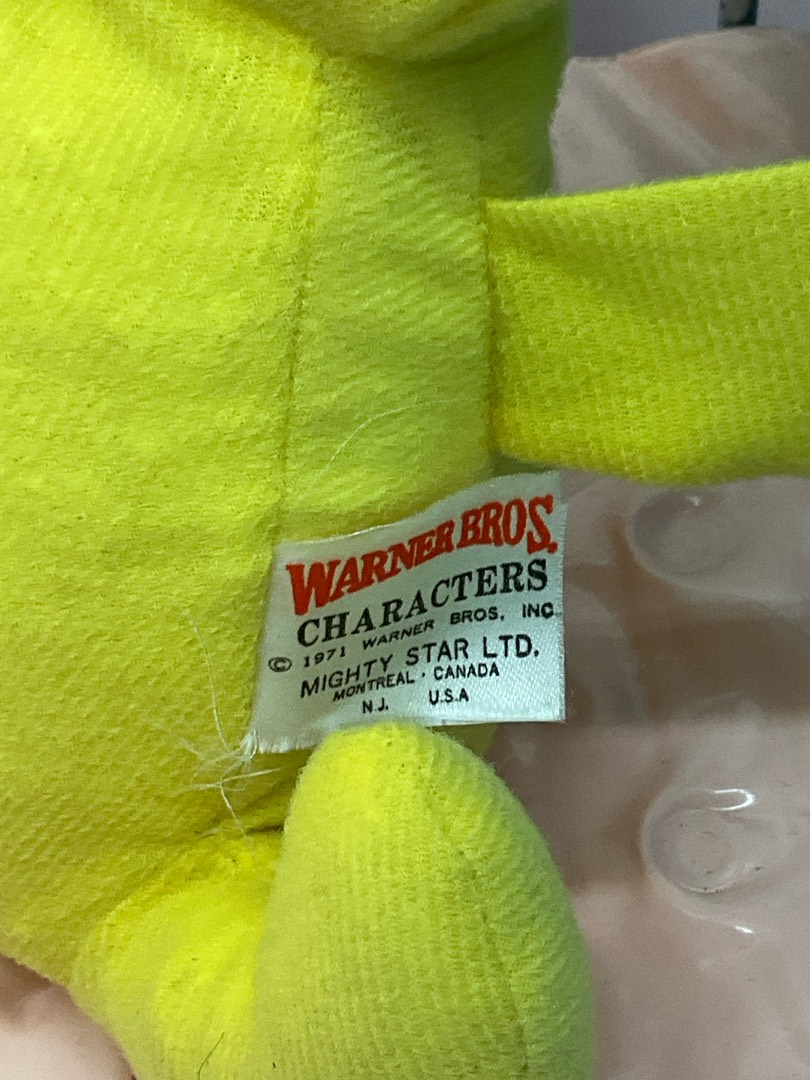 WARNER BROS.
CHARACTERS
© 1971 WARNER BROS, INC
MIGHTY STAR LTD.
MONTREAL · CANADA
N.J. U.S.A